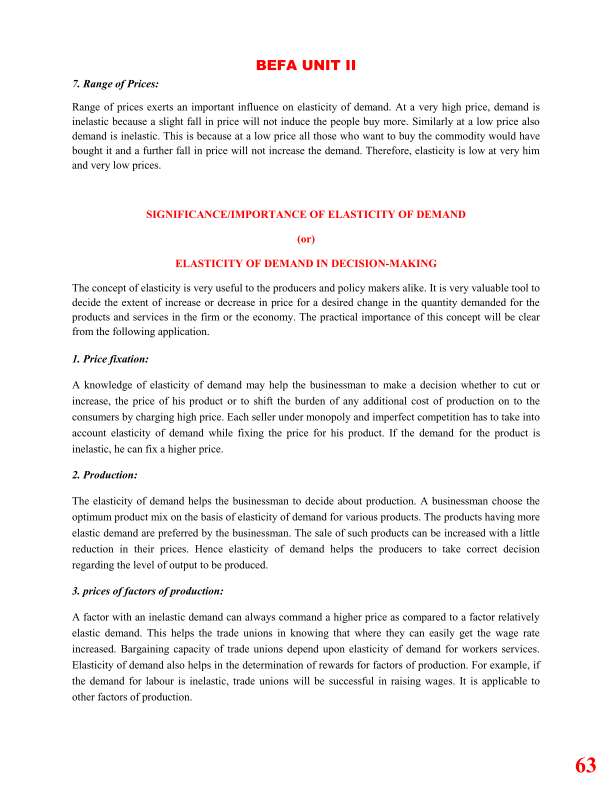 BEFA UNIT II
7. Range of Prices:
Range of prices exerts an important influence on elasticity of demand. At a very high price, demand is
inelastic because a slight fall in price will not induce the people buy more. Similarly at a low price also
demand is inelastic. This is because at a low price all those who want to buy the commodity would have
bought it and a further fall in price will not increase the demand. Therefore, elasticity is low at very him
and very low prices.
SIGNIFICANCE/IMPORTANCE OF ELASTICITY OF DEMAND
(or)
ELASTICITY OF DEMAND IN DECISION-MAKING
The concept of elasticity is very useful to the producers and policy makers alike. It is very valuable tool to
decide the extent of increase or decrease in price for a desired change in the quantity demanded for the
products and services in the firm or the economy. The practical importance of this concept will be clear
from the following application.
1. Price fixation:
A knowledge of elasticity of demand may help the businessman to make a decision whether to cut or
increase, the price of his product or to shift the burden of any additional cost of production on to the
consumers by charging high price. Each seller under monopoly and imperfect competition has to take into
account elasticity of demand while fixing the price for his product. If the demand for the product is
inelastic, he can fix a higher price.
2. Production:
The elasticity of demand helps the businessman to decide about production. A businessman choose the
optimum product mix on the basis of elasticity of demand for various products. The products having more
elastic demand are preferred by the businessman. The sale of such products can be increased with a little
reduction in their prices. Hence elasticity of demand helps the producers to take correct decision
regarding the level of output to be produced.
3. prices of factors of production:
A factor with an inelastic demand can always command a higher price as compared to a factor relatively
elastic demand. This helps the trade unions in knowing that where they can easily get the wage rate
increased. Bargaining capacity of trade unions depend upon elasticity of demand for workers services.
Elasticity of demand also helps in the determination of rewards for factors of production. For example, if
the demand for labour is inelastic, trade unions will be successful in raising wages. It is applicable to
other factors of production.
63